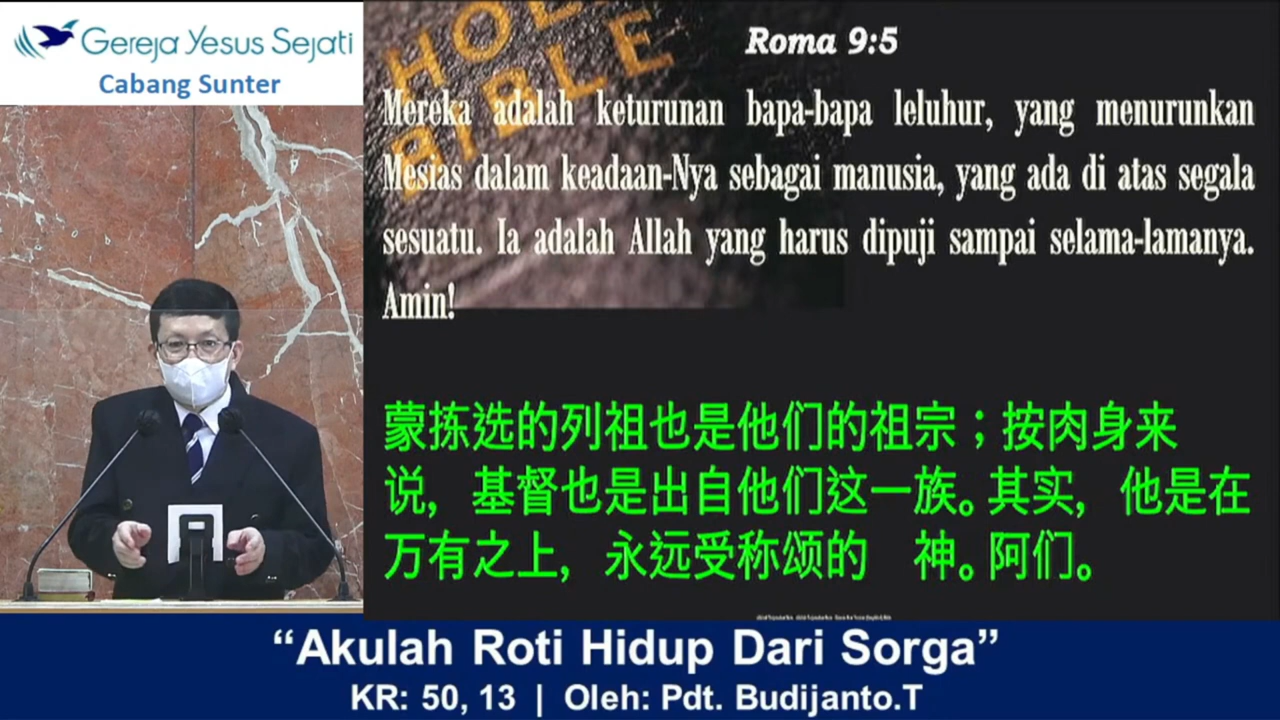 Gereja Yesus Sejati
Cabang Sunter
HOLY
BIBLE
Roma 9:5
Mereka adalah keturunan bapa-bapa leluhur, yang menurunkan
Mesias dalam keadaan-Nya sebagai manusia, yang ada di atas segala
sesuatu. Ia adalah Allah yang harus dipuji sampai selama-lamanya.
Amin!
蒙拣选的列祖也是他们的祖宗；按肉身来
说，基督也是出自他们这一族。其实，他是在
万有之上，永远受称颂的　神。阿们。
“Akulah Roti Hidup Dari Sorga”
KR: 50, 13 | Oleh: Pdt. Budijanto.T